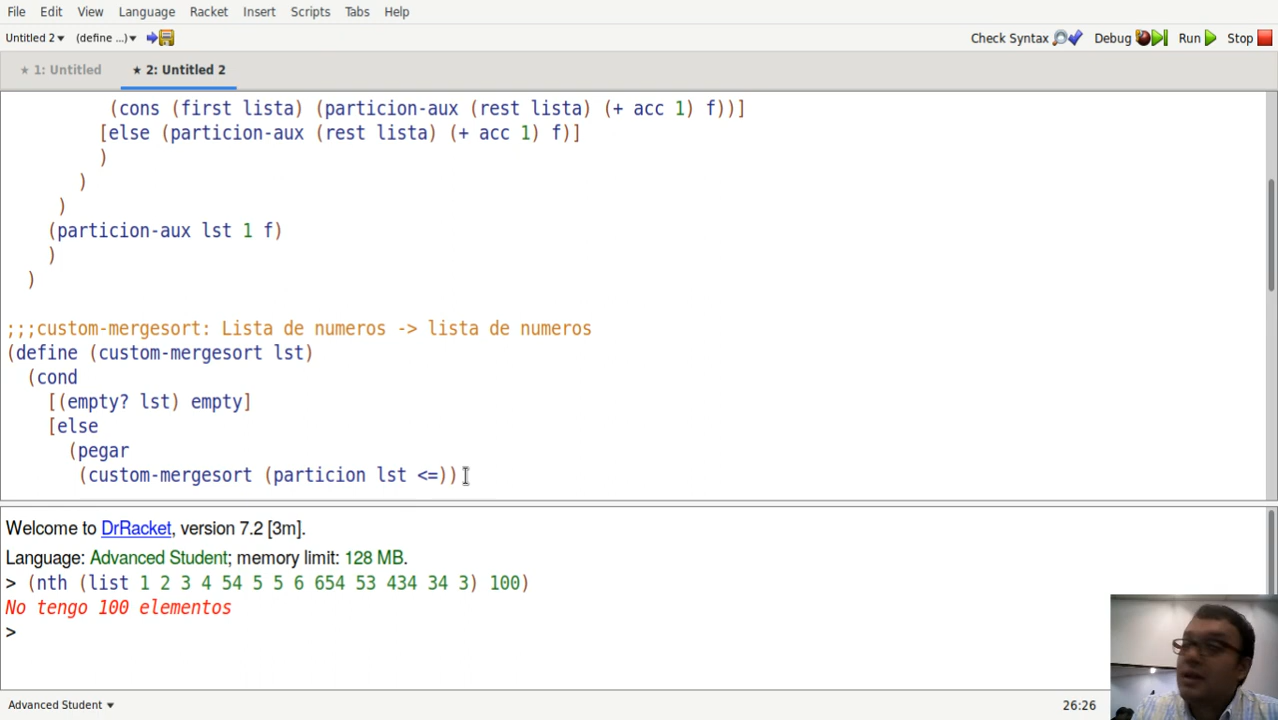 File Edit View Language Racket Insert Scripts Tabs Help
Untitled 2 (define ...) Check Syntax Debug Run Stop
★ 1: Untitled ★ 2: Untitled 2
(cons (first lista) (particion-aux (rest lista) (+ acc 1) f))]
[else (particion-aux (rest lista) (+ acc 1) f)]
)
)
)
(particion-aux lst 1 f)
)
)
;;;custom-mergesort: Lista de numeros -> lista de numeros
(define (custom-mergesort lst)
(cond
[(empty? lst) empty]
[else
(pegar
(custom-mergesort (particion lst <=))
Welcome to DrRacket, version 7.2 [3m].
Language: Advanced Student; memory limit: 128 MB.
> (nth (list 1 2 3 4 54 5 5 6 654 53 434 34 3) 100)
No tengo 100 elementos
>
Advanced Student 26:26